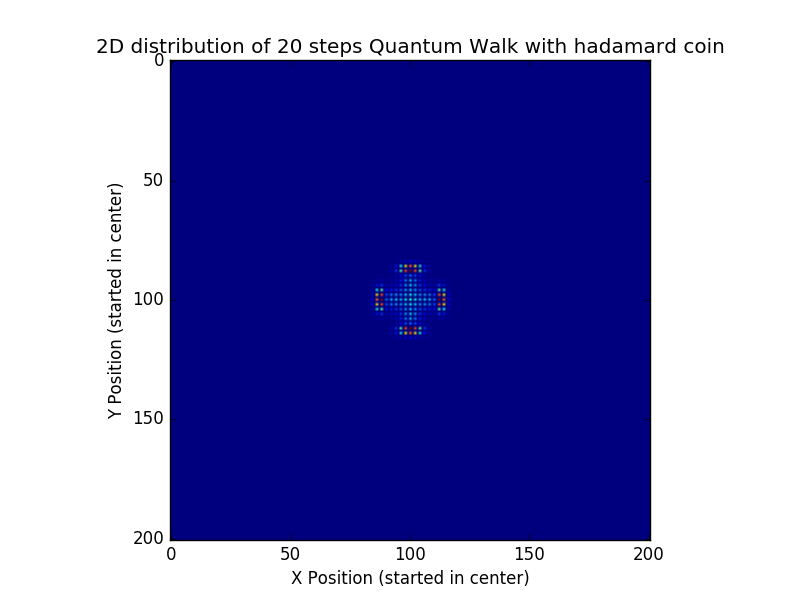 2D distribution of 20 steps Quantum Walk with hadamard coin
0
50
100
150
200
Y Position (started in center)
0 50 100 150 200
X Position (started in center)